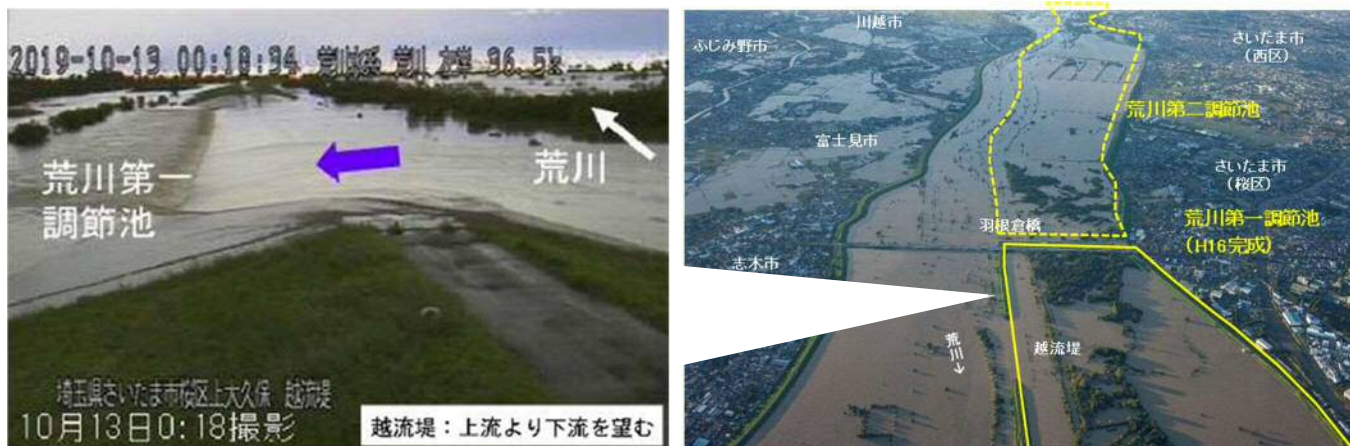 2019-10-13 00:18:34 荒川水系 荒川 左岸 36.5k
荒川第一
調節池
荒川
埼玉県さいたま市桜区上大久保 越流堤
10月13日0:18撮影
越流堤：上流より下流を望む
川越市
ふじみ野市
さいたま市
(西区)
荒川第二調節池
富士見市
さいたま市
(桜区)
羽根倉橋
荒川第一調節池
(H16完成)
志木市
荒川→
越流堤